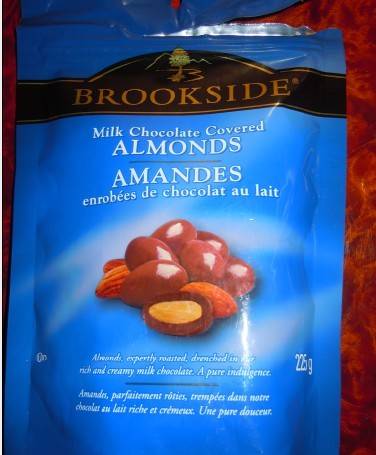 BROOKSIDE®
Milk Chocolate Covered
ALMONDS
AMANDES
enrobées de chocolat au lait
Almonds, expertly roasted, drenched in our
rich and creamy milk chocolate. A pure indulgence.
225 g
Amandes, parfaitement rôties, trempées dans notre
chocolat au lait riche et crémeux. Une pure douceur.